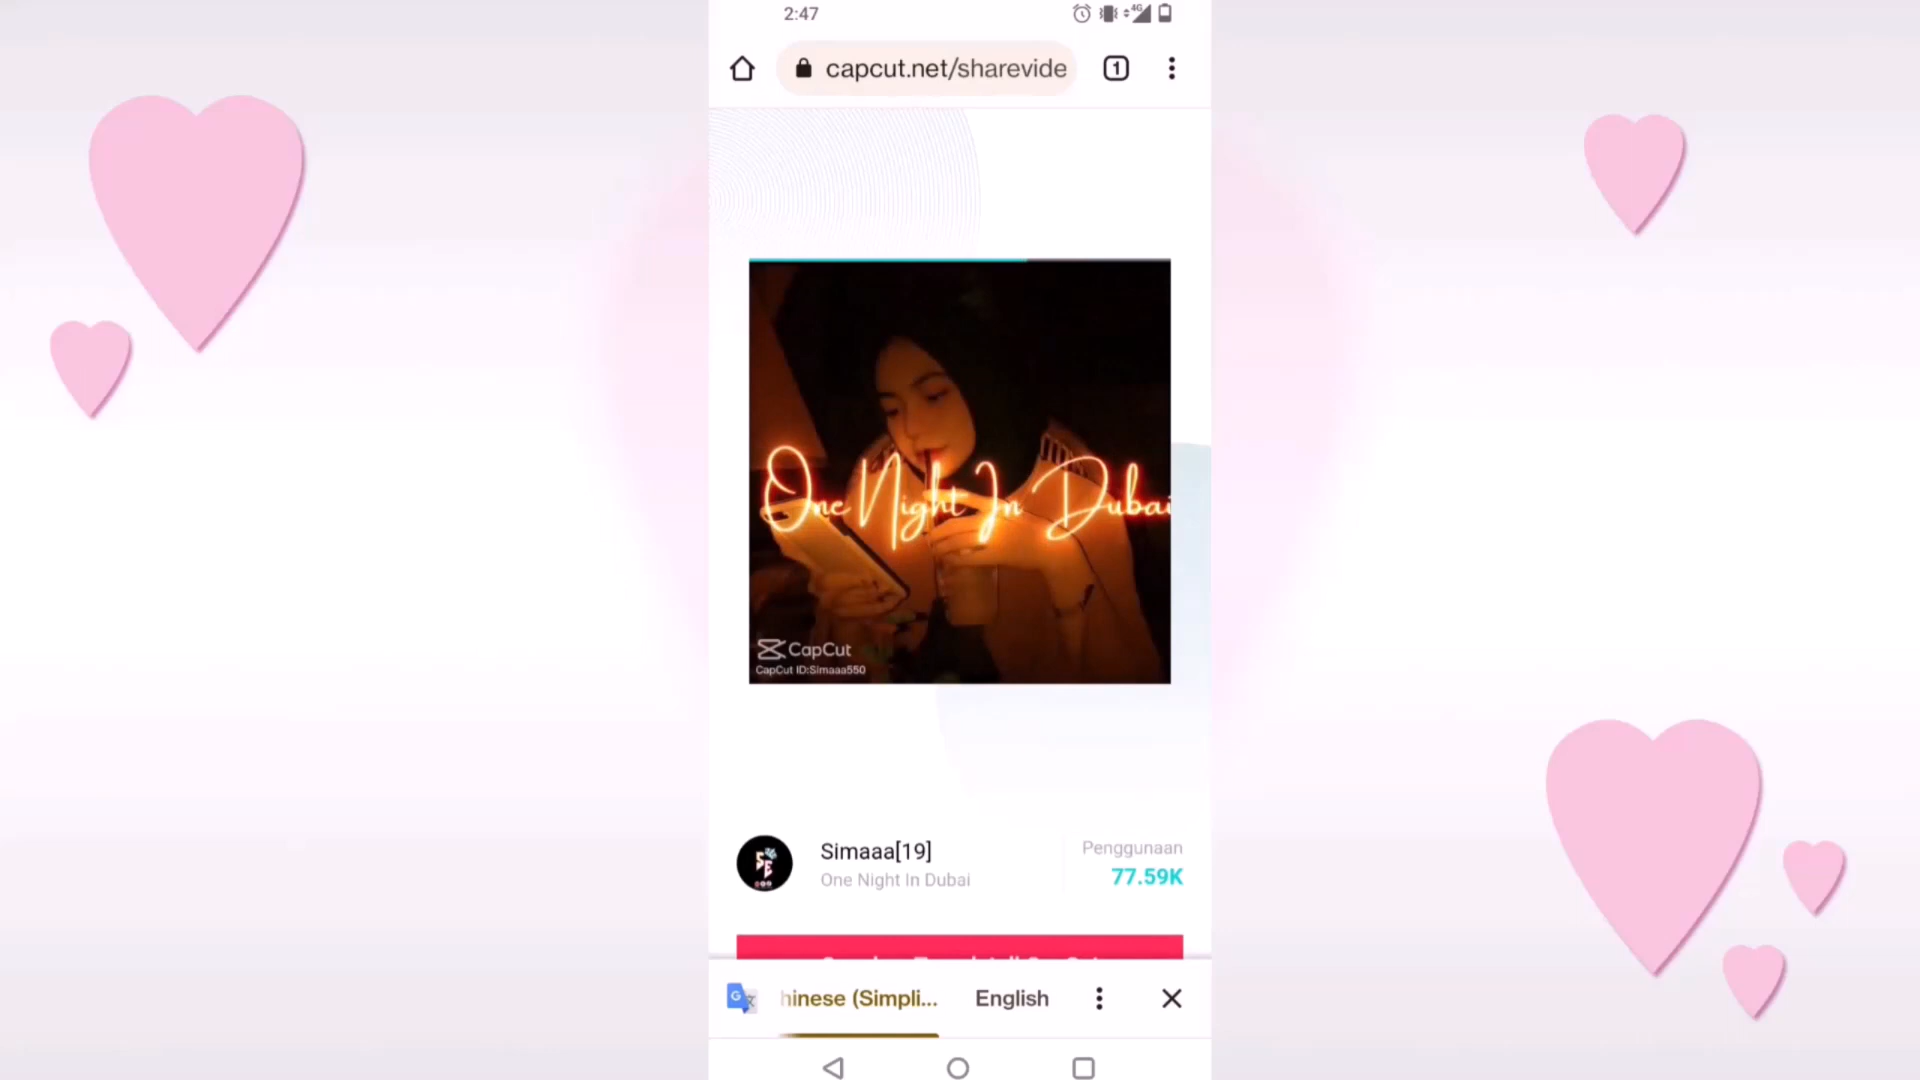 2:47
4G
capcut.net/sharevide
1
One Night In Dubai
CapCut
CapCut ID:Simaaa550
Simaaa[19]
One Night In Dubai
Penggunaan
77.59K
hinese (Simpli...
English